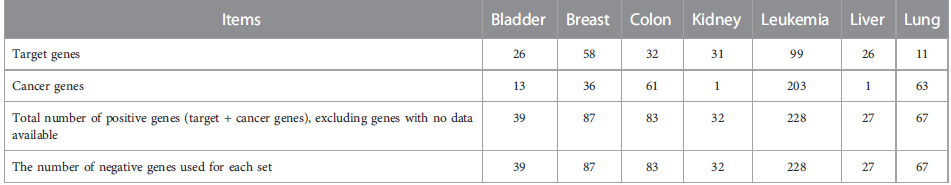 Items Bladder Breast Colon Kidney Leukemia Liver Lung
Target genes 26 58 32 31 99 26 11
Cancer genes 13 36 61 1 203 1 63
Total number of positive genes (target + cancer genes), excluding genes with no data 39 87 83 32 228 27 67
available
The number of negative genes used for each set 39 87 83 32 228 27 67